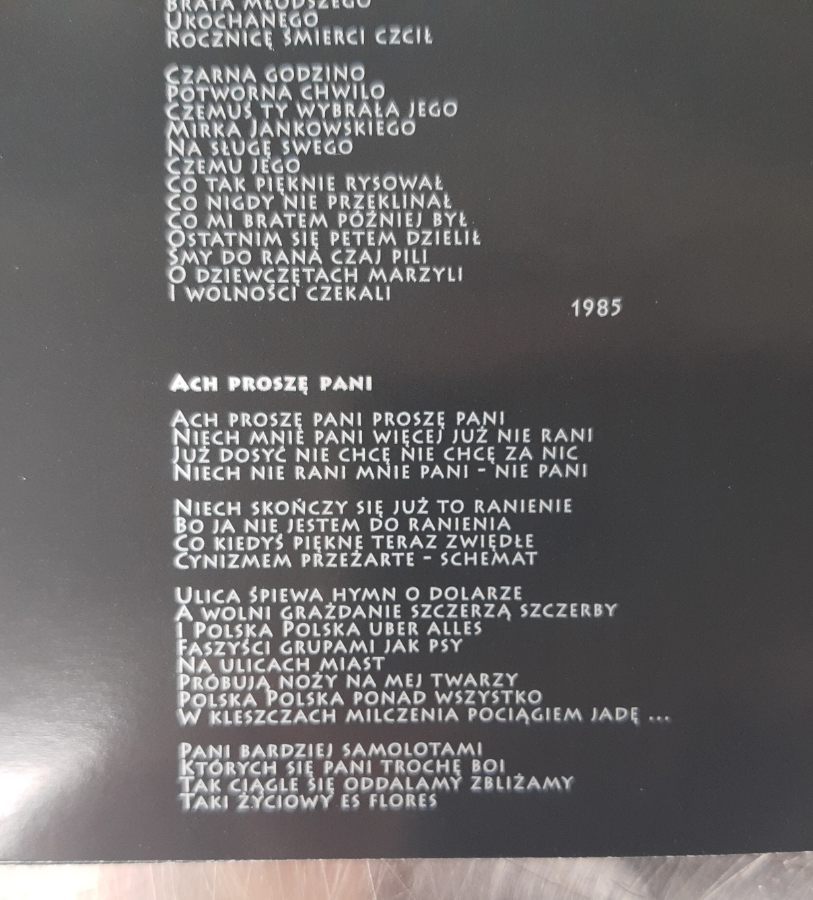 BRATA MŁODSZEGO
UKOCHANEGO
ROCZNICĘ ŚMIERCI CZCIŁ
CZARNA GODZINO
POTWORNA CHWILO
CZEMUŚ TY WYBRAŁA JEGO
MIRKA JANKOWSKIEGO
NA SŁUGĘ SWEGO
CZEMU JEGO
CO TAK PIĘKNIE RYSOWAŁ
CO NIGDY NIE PRZEKLINAŁ
CO MI BRATEM PÓŹNIEJ BYŁ
OSTATNIM SIĘ PETEM DZIELIŁ
ŚMY DO RANA CZAJ PILI
O DZIEWCZĘTACH MARZYLI
I WOLNOŚCI CZEKALI
1985
ACH PROSZĘ PANI
ACH PROSZĘ PANI PROSZĘ PANI
NIECH MNIE PANI WIĘCEJ JUŻ NIE RANI
JUŻ DOSYĆ NIE CHCĘ NIE CHCĘ ZA NIC
NIECH NIE RANI MNIE PANI - NIE PANI
NIECH SKOŃCZY SIĘ JUŻ TO RANIENIE
BO JA NIE JESTEM DO RANIENIA
CO KIEDYŚ PIĘKNE TERAZ ZWIĘDŁE
CYNIZMEM PRZEŻARTE - SCHEMAT
ULICA ŚPIEWA HYMN O DOLARZE
A WOLNI GRAŻDANIE SZCZERZĄ SZCZERBY
I POLSKA POLSKA UBER ALLES
FASZYŚCI GRUPAMI JAK PSY
NA ULICACH MIAST
PRÓBUJĄ NOŻY NA MEJ TWARZY
POLSKA POLSKA PONAD WSZYSTKO
W KLESZCZACH MILCZENIA POCIĄGIEM JADĘ ...
PANI BARDZIEJ SAMOLOTAMI
KTÓRYCH SIĘ PANI TROCHĘ BOI
TAK CIĄGLE SIĘ ODDALAMY ZBLIŻAMY
TAKI ŻYCIOWY ES FLORES